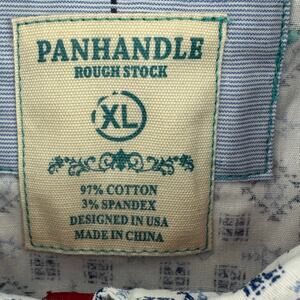 PANHANDLE
ROUGH STOCK
XL
97% COTTON
3% SPANDEX
DESIGNED IN USA
MADE IN CHINA